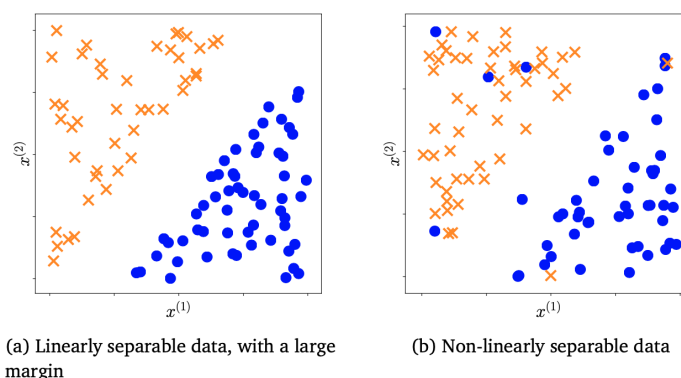 x(2)
x(2)
x(1)
x(1)
(a) Linearly separable data, with a large
margin
(b) Non-linearly separable data